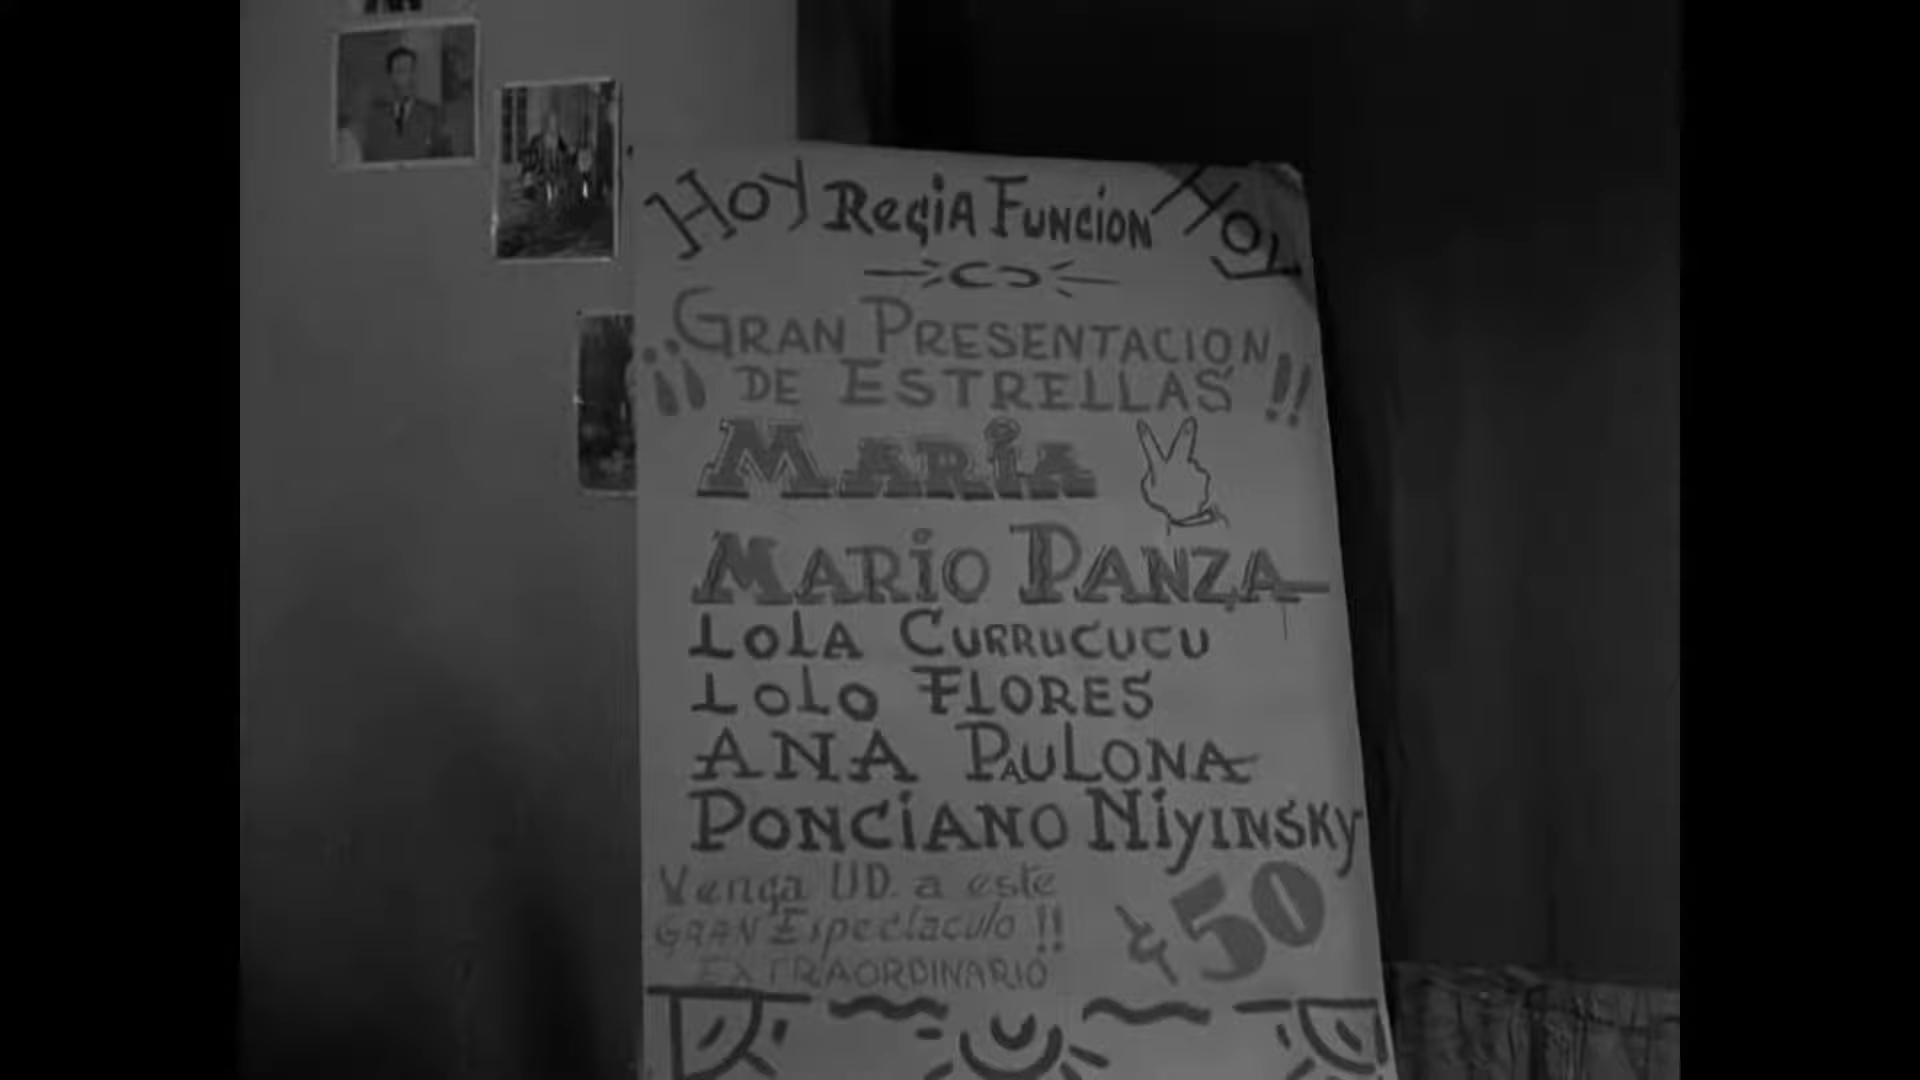 Hoy Regia Funcion Hoy
Gran Presentacion
¡¡ de Estrellas !!
Maria
Mario Panza
Lola Currucucu
Lolo Flores
Ana Paulona
Ponciano Niyinsky
Venga UD. a este
Gran Espectaculo !!
Extraordinario
¢ 50